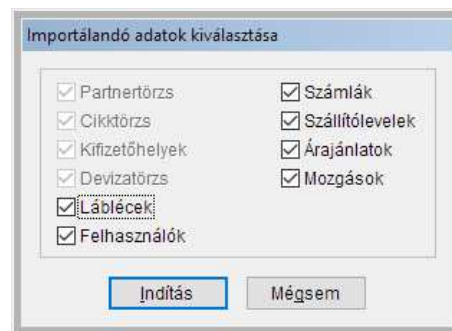 Importálandó adatok kiválasztása
Partnertörzs
Cikktörzs
Kifizetőhelyek
Devizatörzs
Láblécek
Felhasználók
Számlák
Szállítólevelek
Árajánlatok
Mozgások
Indítás
Mégsem